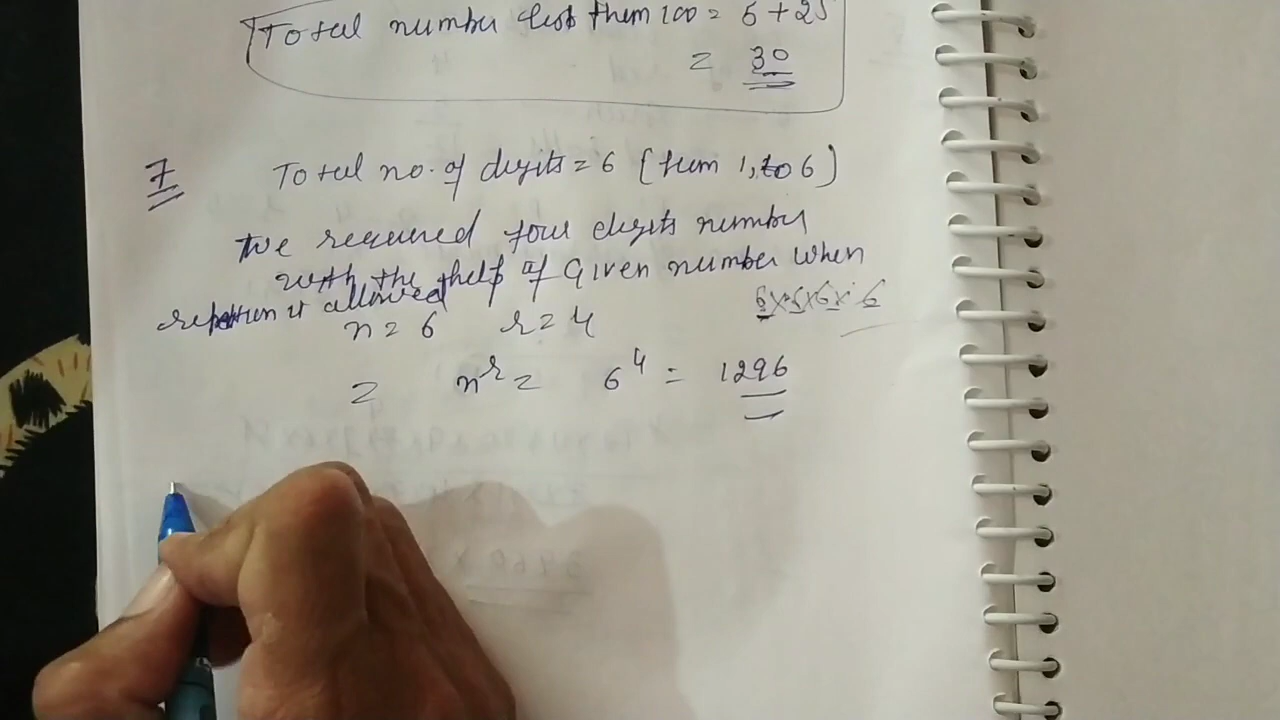 Total number less them 100 = 5+25
= 30
7 Total no. of digits = 6 [from 1, to 6)
We required four digits number
with the help of Given number when
repetition is allowed
6×6×6×6
n = 6 r = 4
= n^r = 6^4 = 1296